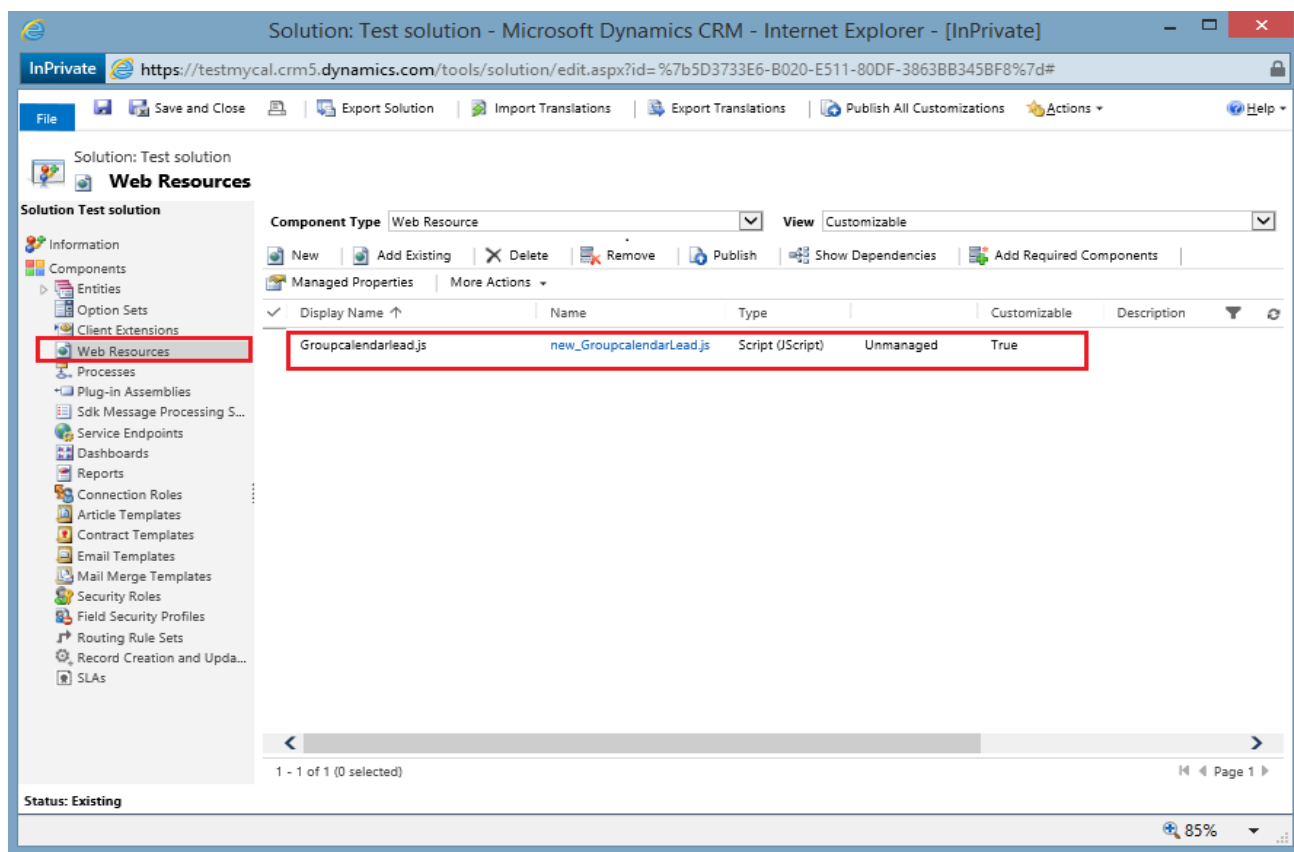 Solution: Test solution - Microsoft Dynamics CRM - Internet Explorer - [InPrivate]
InPrivate https://testmycal.crm5.dynamics.com/tools/solution/edit.aspx?id=%7b5D3733E6-B020-E511-80DF-3863BB345BF8%7d#
File Save and Close Export Solution Import Translations Export Translations Publish All Customizations Actions Help
Solution: Test solution
Web Resources
Solution Test solution
Component Type Web Resource View Customizable
Information
New Add Existing Delete Remove Publish Show Dependencies Add Required Components
Components
Entities
Managed Properties More Actions
Option Sets
Display Name ↑ Name Type Customizable Description
Client Extensions
Web Resources
Groupcalendarlead.js new_GroupcalendarLead.js Script (JScript) Unmanaged True
Processes
Plug-in Assemblies
Sdk Message Processing S...
Service Endpoints
Dashboards
Reports
Connection Roles
Article Templates
Contract Templates
Email Templates
Mail Merge Templates
Security Roles
Field Security Profiles
Routing Rule Sets
Record Creation and Upda...
SLAs
1 - 1 of 1 (0 selected) Page 1
Status: Existing
85%